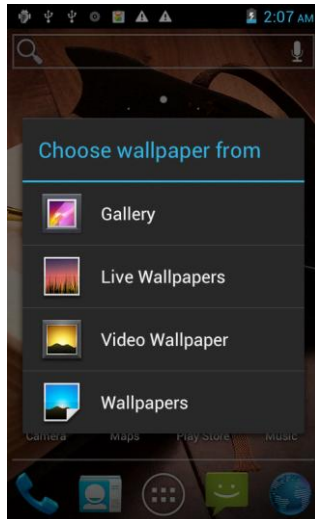 2:07 AM
Choose wallpaper from
Gallery
Live Wallpapers
Video Wallpaper
Wallpapers
Camera Maps Play Store Music